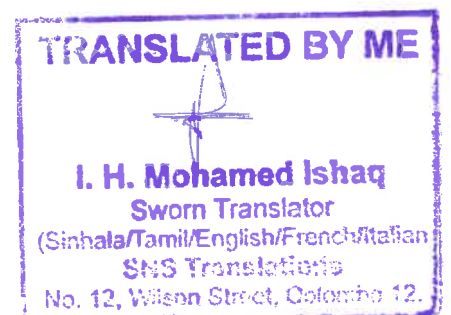 TRANSLATED BY ME
I. H. Mohamed Ishaq
Sworn Translator
(Sinhala/Tamil/English/French/Italian
SNS Translations
No. 12, Wilson Street, Colombo 12.